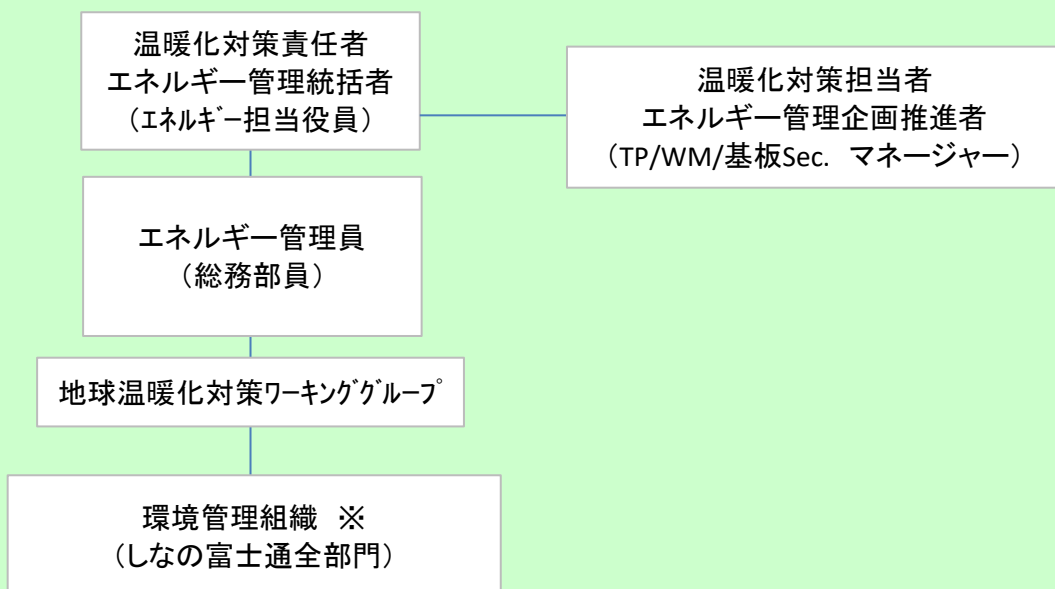 温暖化対策責任者
エネルギー管理統括者
（ｴﾈﾙｷﾞｰ担当役員）
温暖化対策担当者
エネルギー管理企画推進者
（TP/WM/基板Sec.　マネージャー）
エネルギー管理員
（総務部員）
地球温暖化対策ﾜｰｷﾝｸﾞｸﾞﾙｰﾌﾟ
環境管理組織　※
（しなの富士通全部門）